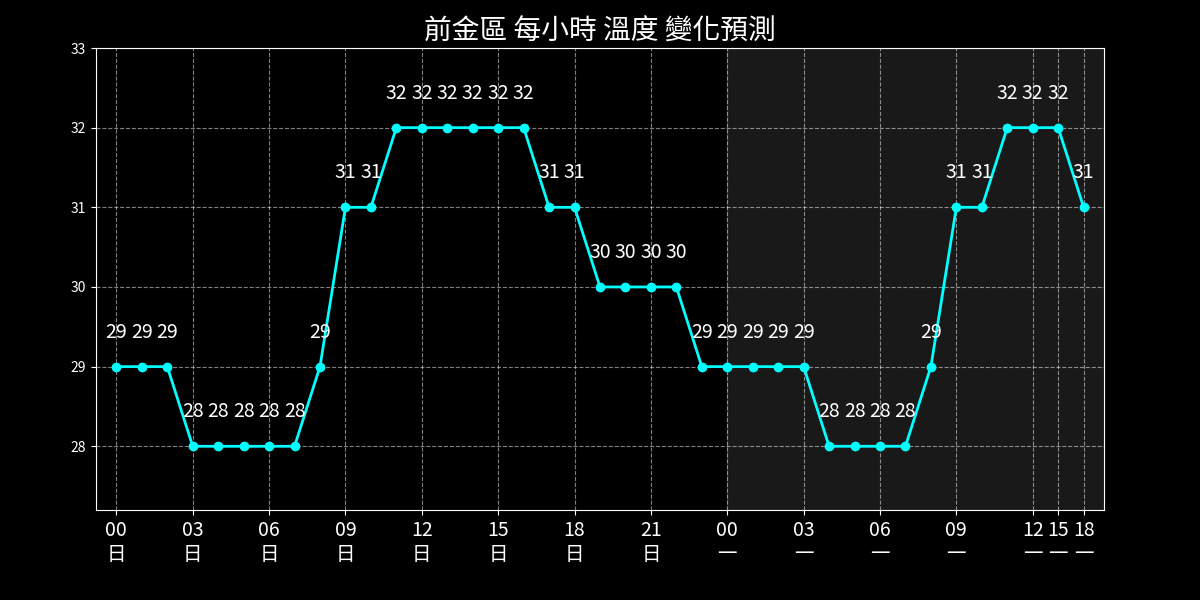 前金區 每小時 溫度 變化預測
33
32 32 32 32 32 32 32 32 32
32
31 31 31 31 31 31 31
31
30 30 30 30
30
29 29 29 29 29 29 29 29 29 29
29
28 28 28 28 28 28 28 28 28
28
00 03 06 09 12 15 18 21 00 03 06 09 12 15 18
日 日 日 日 日 日 日 日 一 一 一 一 一 一 一